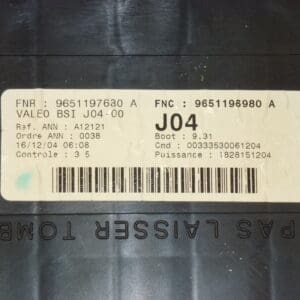 FNR : 9651197680 A FNC : 9651196980 A
VALEO BSI J04-00 J04
Ref. ANN : A12121 Boot : 9.31
Ordre ANN : 0038 Cmd : 00333530061204
16/12/04 06:08 Puissance : 1828151204
Controle : 3 5
PAS LAISSER TOMB